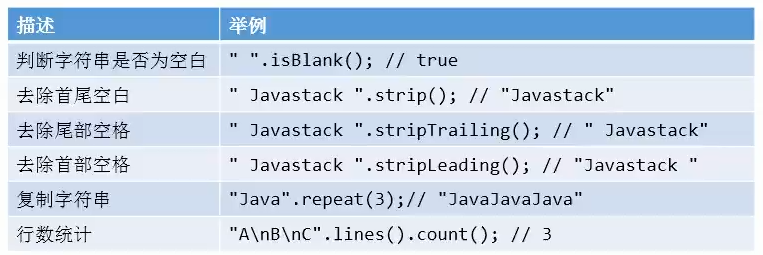 描述 举例
判断字符串是否为空白 " ".isBlank(); // true
去除首尾空白 " Javastack ".strip(); // "Javastack"
去除尾部空格 " Javastack ".stripTrailing(); // " Javastack"
去除首部空格 " Javastack ".stripLeading(); // "Javastack "
复制字符串 "Java".repeat(3);// "JavaJavaJava"
行数统计 "A\nB\nC".lines().count(); // 3